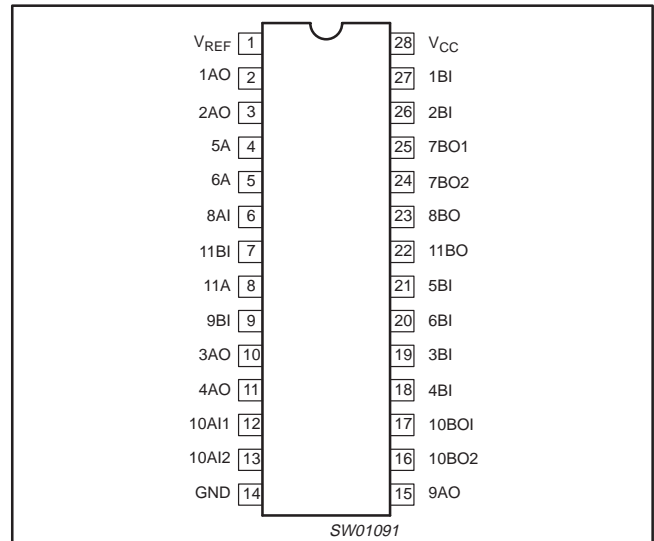 VREF 1 28 VCC
1AO 2 27 1BI
2AO 3 26 2BI
5A 4 25 7BO1
6A 5 24 7BO2
8AI 6 23 8BO
11BI 7 22 11BO
11A 8 21 5BI
9BI 9 20 6BI
3AO 10 19 3BI
4AO 11 18 4BI
10AI1 12 17 10BOI
10AI2 13 16 10BO2
GND 14 15 9AO
SW01091